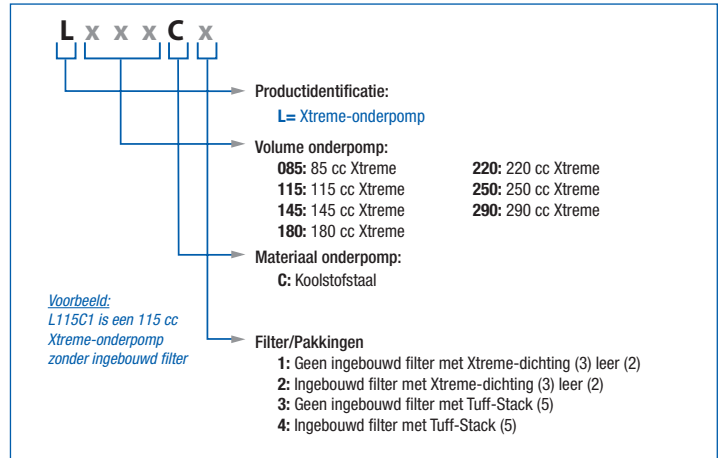 L x x x C x
Productidentificatie:
L= Xtreme-onderpomp
Volume onderpomp:
085: 85 cc Xtreme 220: 220 cc Xtreme
115: 115 cc Xtreme 250: 250 cc Xtreme
145: 145 cc Xtreme 290: 290 cc Xtreme
180: 180 cc Xtreme
Materiaal onderpomp:
C: Koolstofstaal
Voorbeeld:
L115C1 is een 115 cc
Xtreme-onderpomp
zonder ingebouwd filter
Filter/Pakkingen
1: Geen ingebouwd filter met Xtreme-dichting (3) leer (2)
2: Ingebouwd filter met Xtreme-dichting (3) leer (2)
3: Geen ingebouwd filter met Tuff-Stack (5)
4: Ingebouwd filter met Tuff-Stack (5)